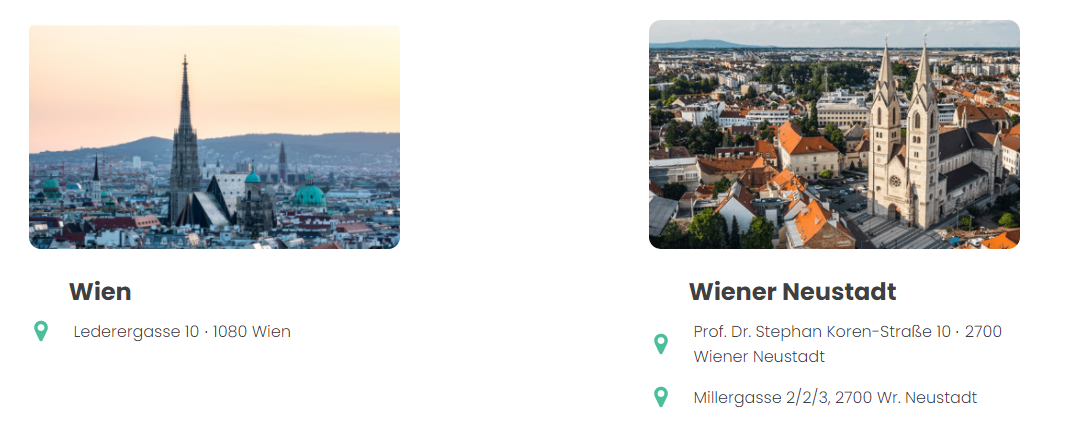 Wien
Lederergasse 10 · 1080 Wien
Wiener Neustadt
Prof. Dr. Stephan Koren-Straße 10 · 2700
Wiener Neustadt
Millergasse 2/2/3, 2700 Wr. Neustadt